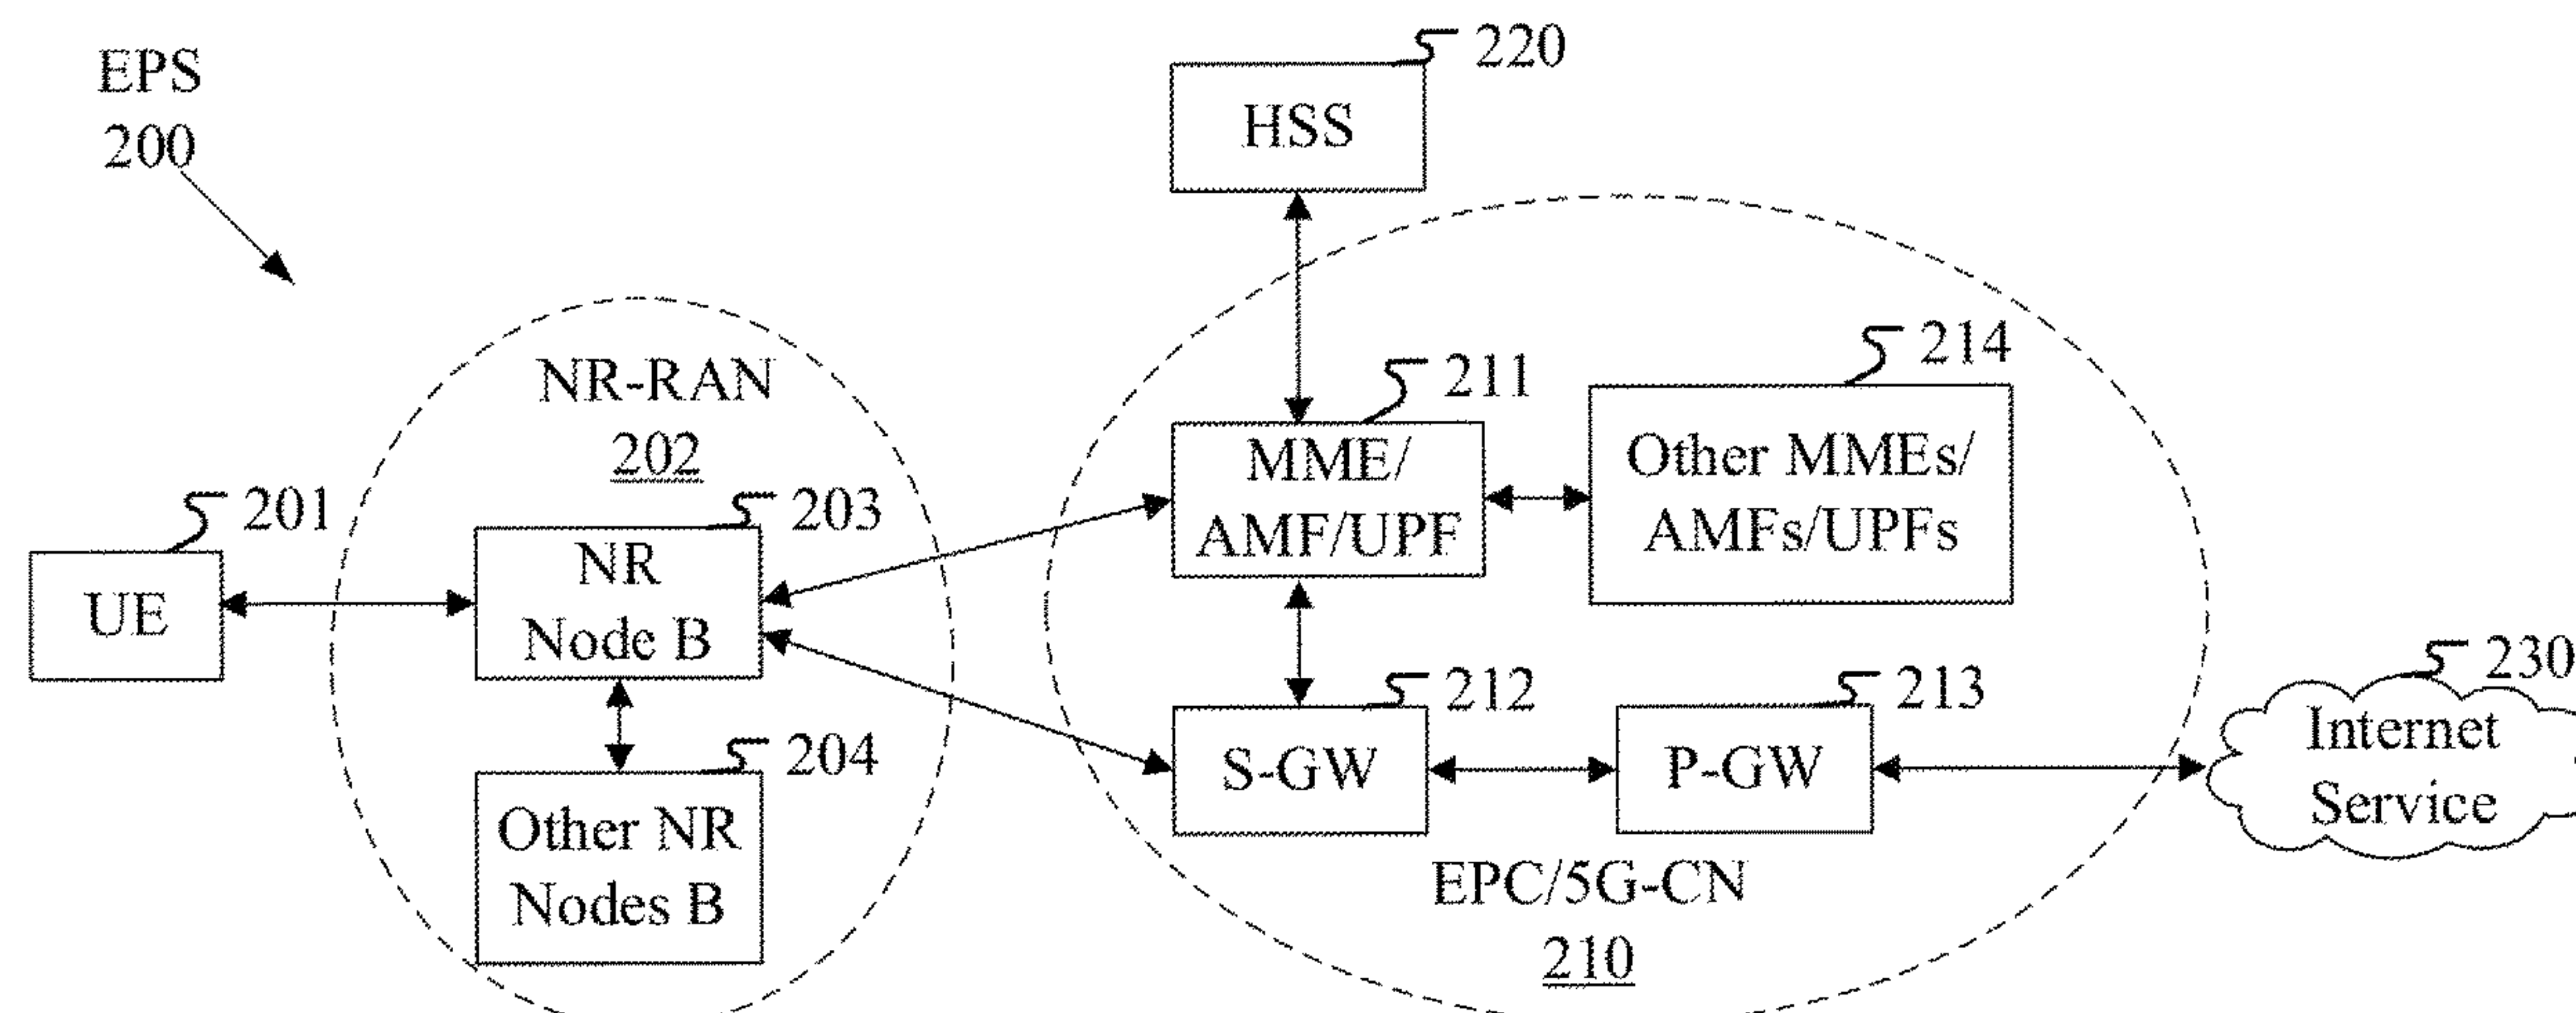 EPS
200
220
HSS
NR-RAN
202
211
214
MME/
AMF/UPF
Other MMEs/
AMFs/UPFs
201
UE
203
NR
Node B
204
Other NR
Nodes B
212
S-GW
213
P-GW
230
Internet
Service
EPC/5G-CN
210